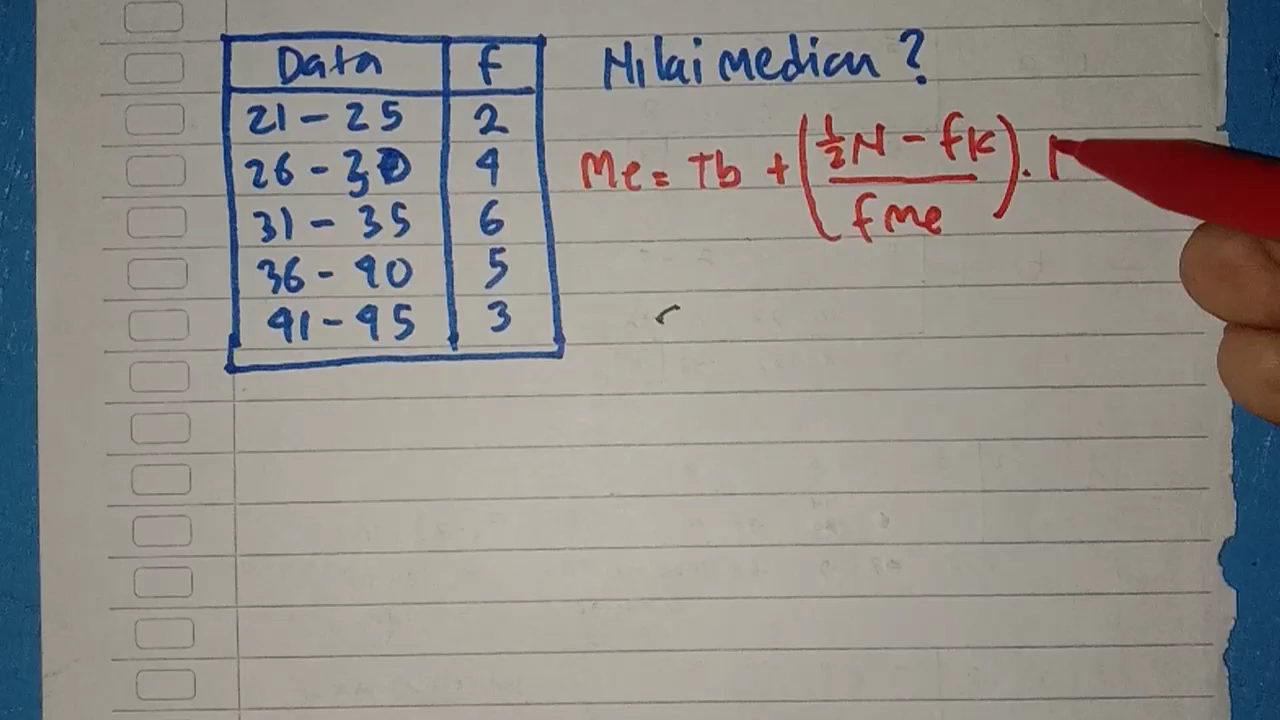 Data F
21 - 25 2
26 - 30 4
31 - 35 6
36 - 40 5
41 - 45 3
Nilai median?
Me = Tb + (½N - fk / fme) .